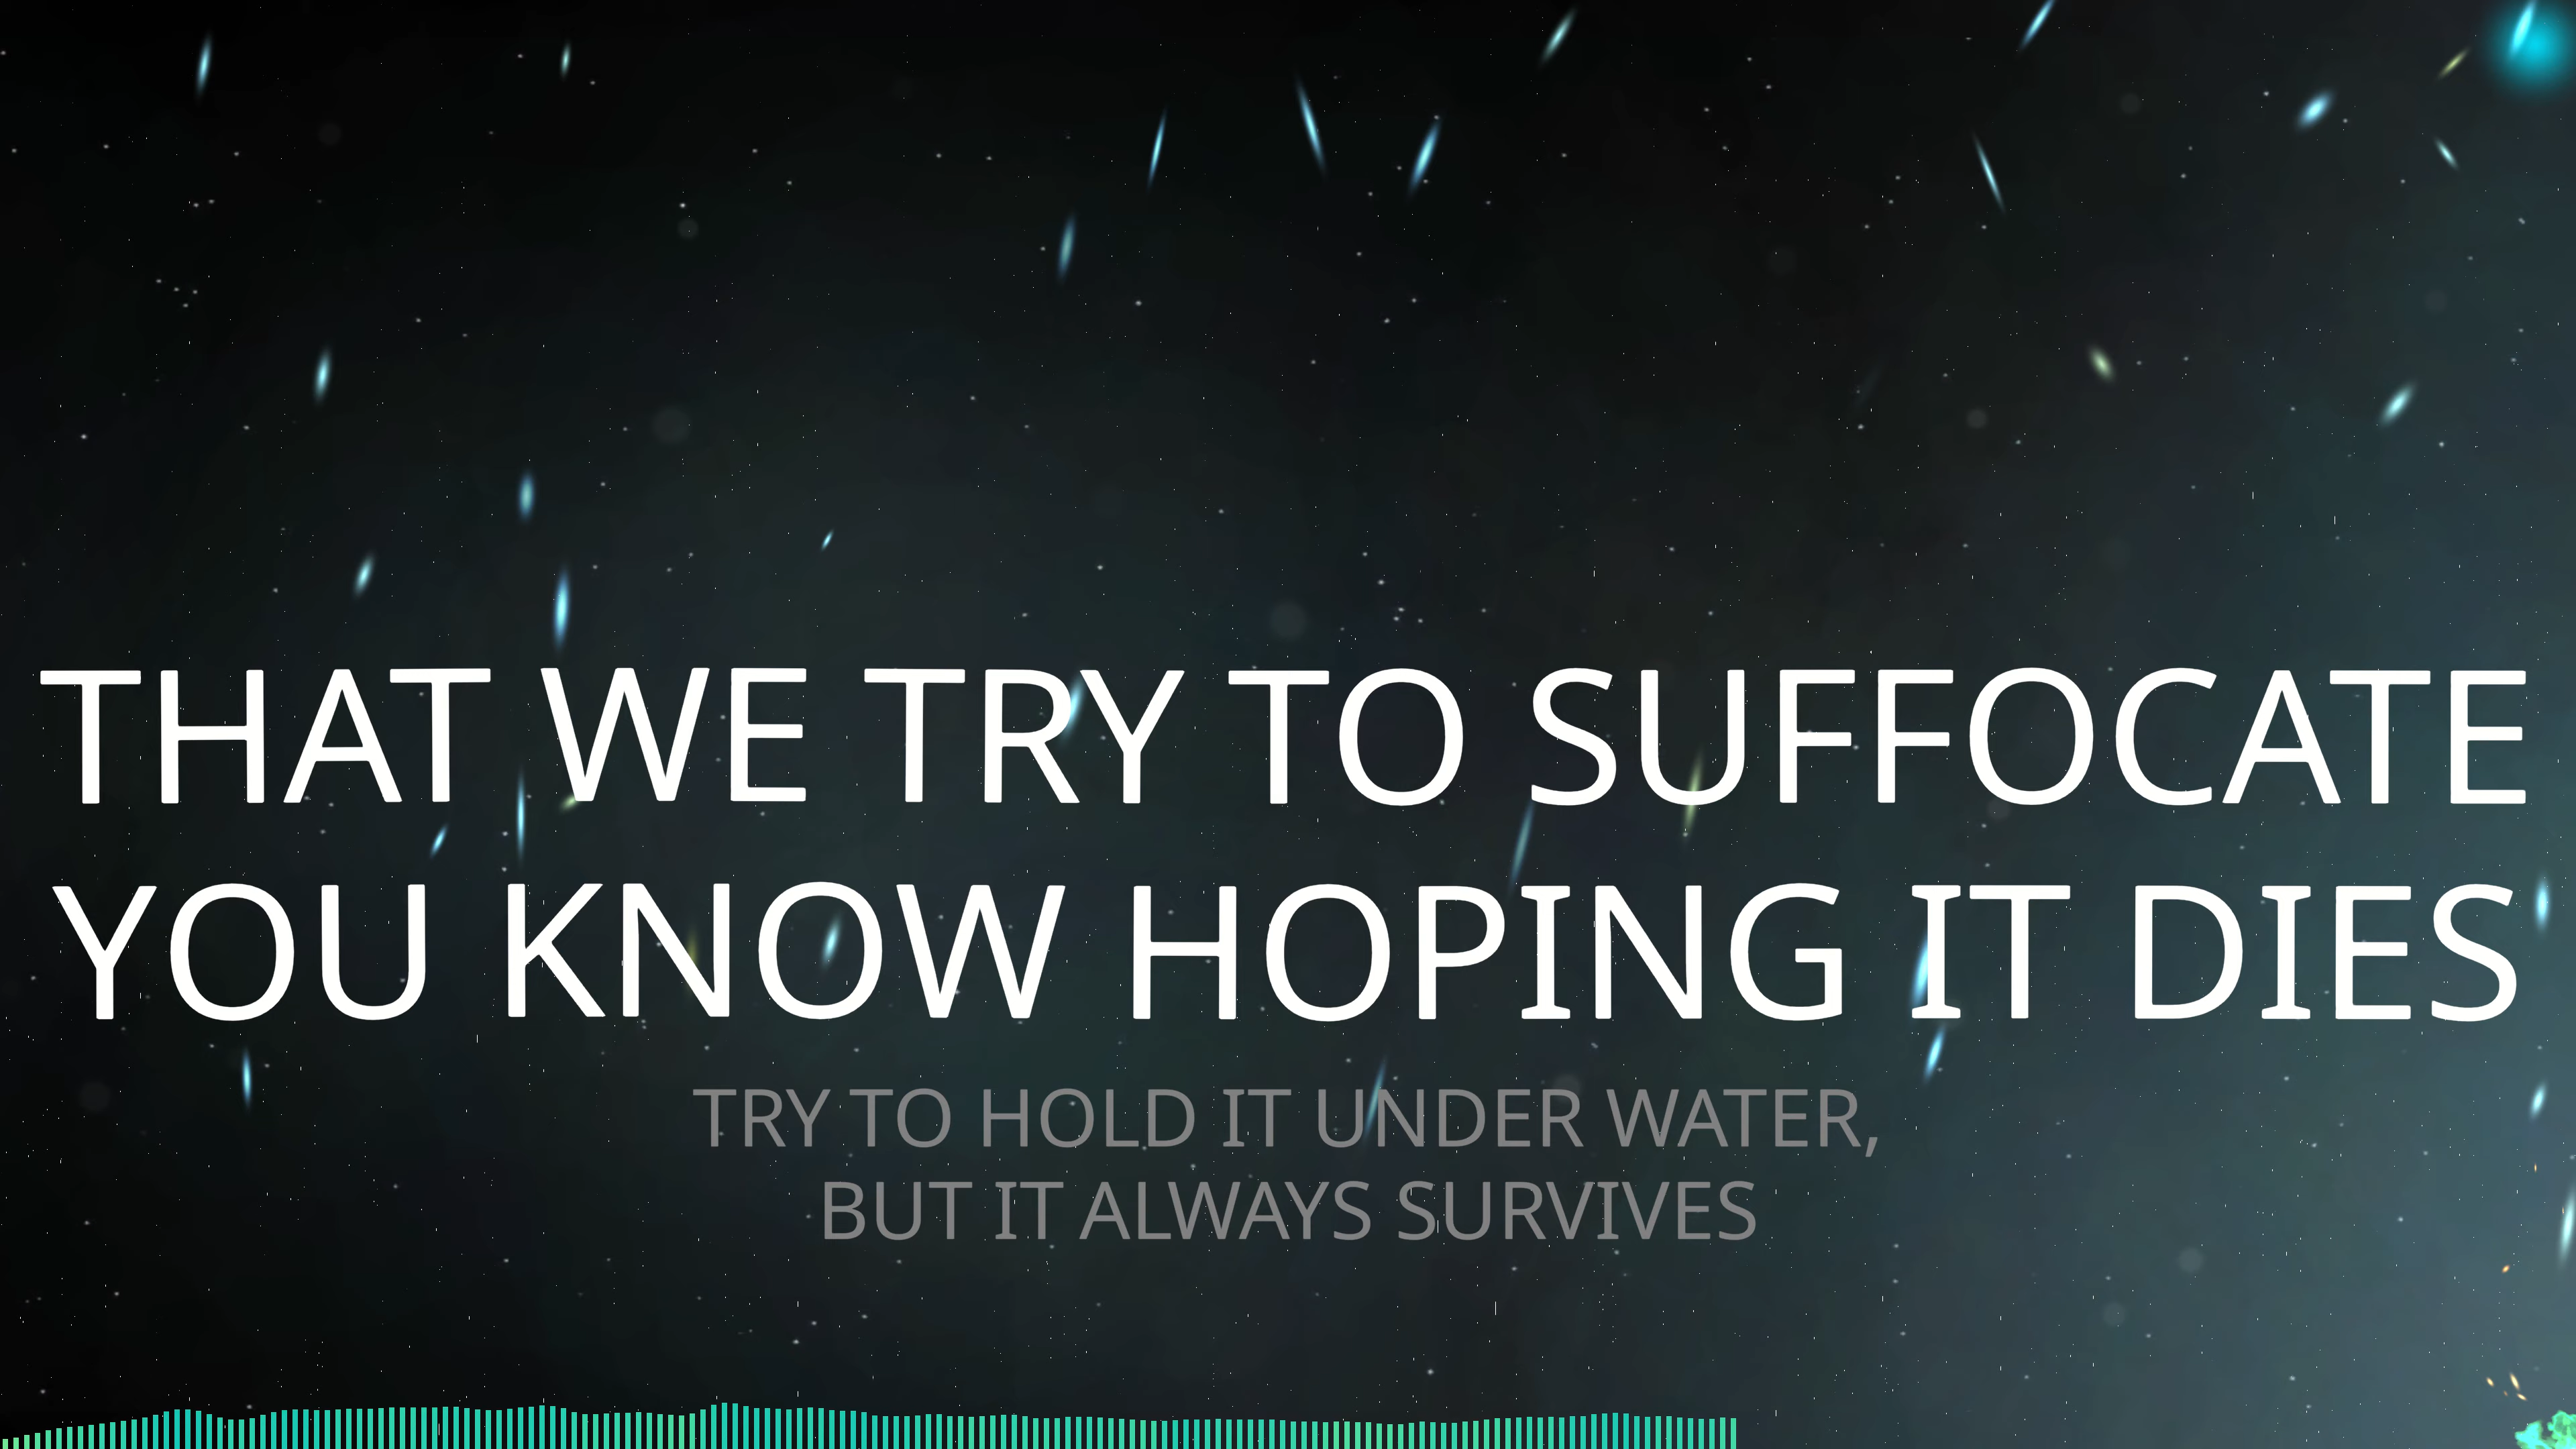 THAT WE TRY TO SUFFOCATE
YOU KNOW HOPING IT DIES
TRY TO HOLD IT UNDER WATER,
BUT IT ALWAYS SURVIVES